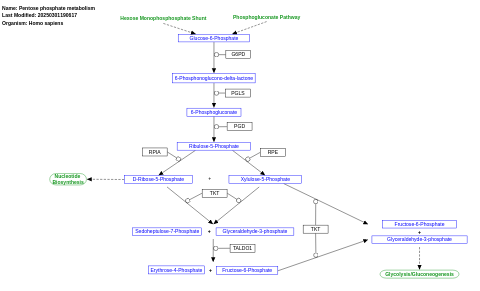 Name: Pentose phosphate metabolism
Last Modified: 20250301190617
Organism: Homo sapiens
Hexose Monophosphate Shunt
Phosphogluconate Pathway
Glucose-6-Phosphate
G6PD
6-Phosphonoglucono-delta-lactone
PGLS
6-Phosphogluconate
PGD
Ribulose-5-Phosphate
RPIA
RPE
Nucleotide
Biosynthesis
D-Ribose-5-Phosphate
+
Xylulose-5-Phosphate
TKT
Sedoheptulose-7-Phosphate
+
Glyceraldehyde-3-phosphate
TKT
Fructose-6-Phosphate
+
Glyceraldehyde-3-phosphate
TALDO1
Erythrose-4-Phosphate
+
Fructose-6-Phosphate
Glycolysis/Gluconeogenesis